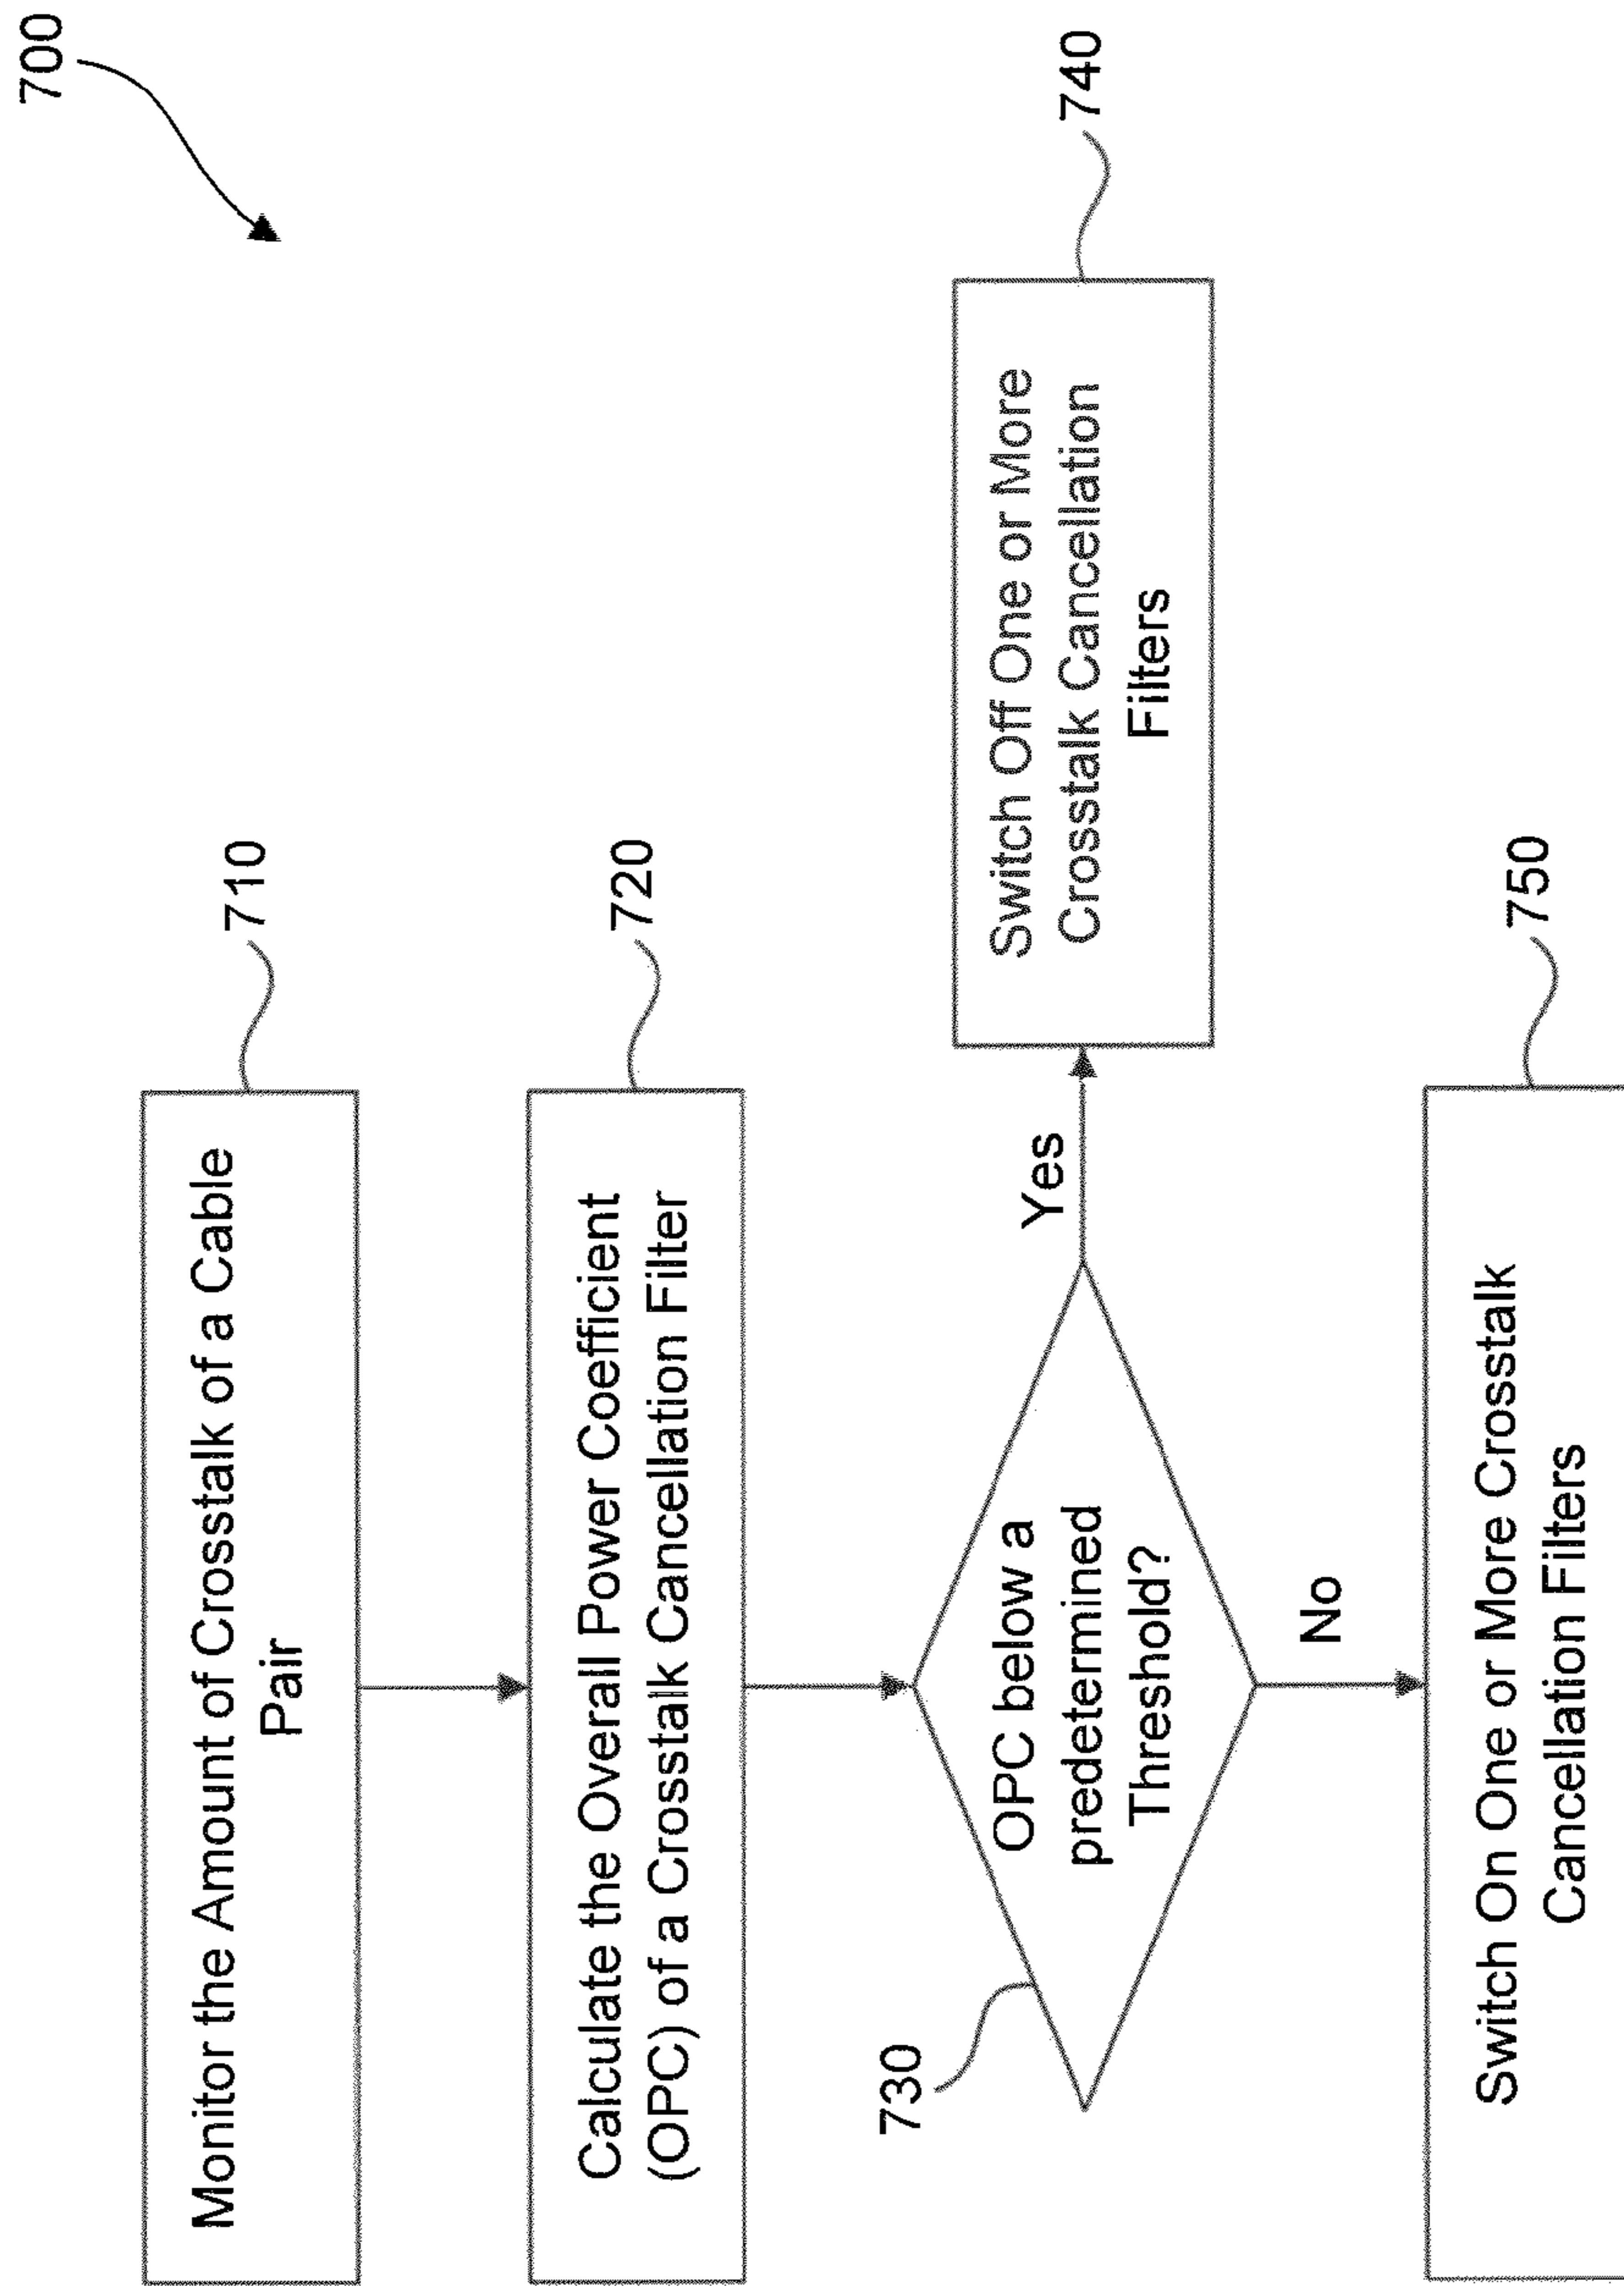 700
Monitor the Amount of Crosstalk of a Cable
Pair
710
Calculate the Overall Power Coefficient
(OPC) of a Crosstalk Cancellation Filter
720
730
OPC below a
predetermined
Threshold?
Yes
Switch Off One or More
Crosstalk Cancellation
Filters
740
No
Switch On One or More Crosstalk
Cancellation Filters
750